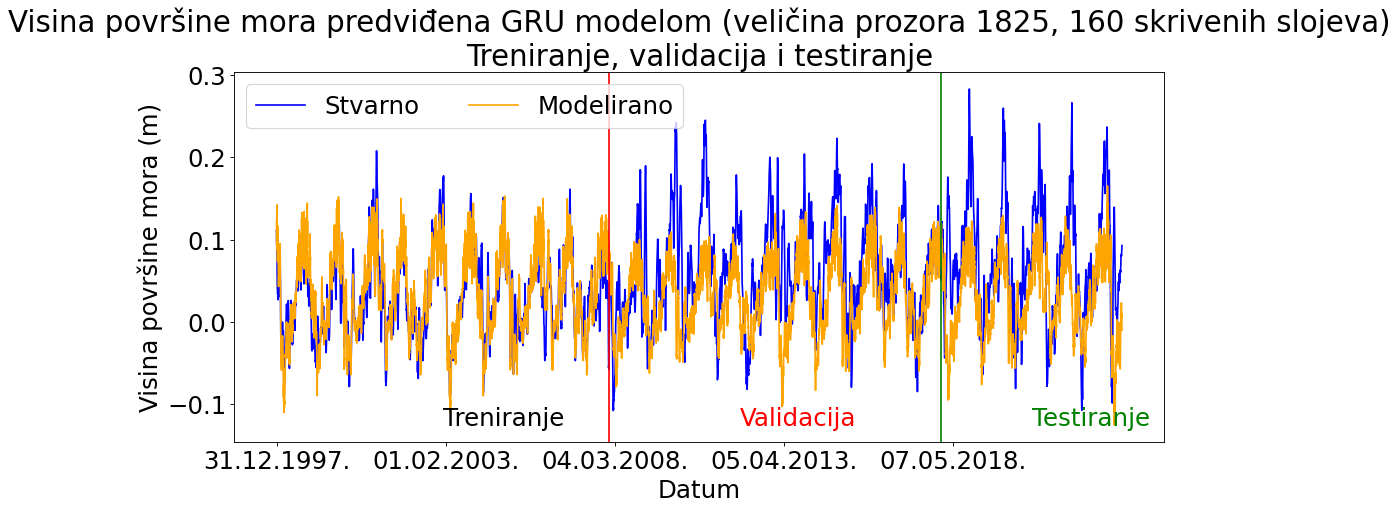 Visina površine mora predviđena GRU modelom (veličina prozora 1825, 160 skrivenih slojeva)
Treniranje, validacija i testiranje
Stvarno
Modelirano
Visina površine mora (m)
0.3
0.2
0.1
0.0
−0.1
Treniranje
Validacija
Testiranje
31.12.1997.
01.02.2003.
04.03.2008.
05.04.2013.
07.05.2018.
Datum